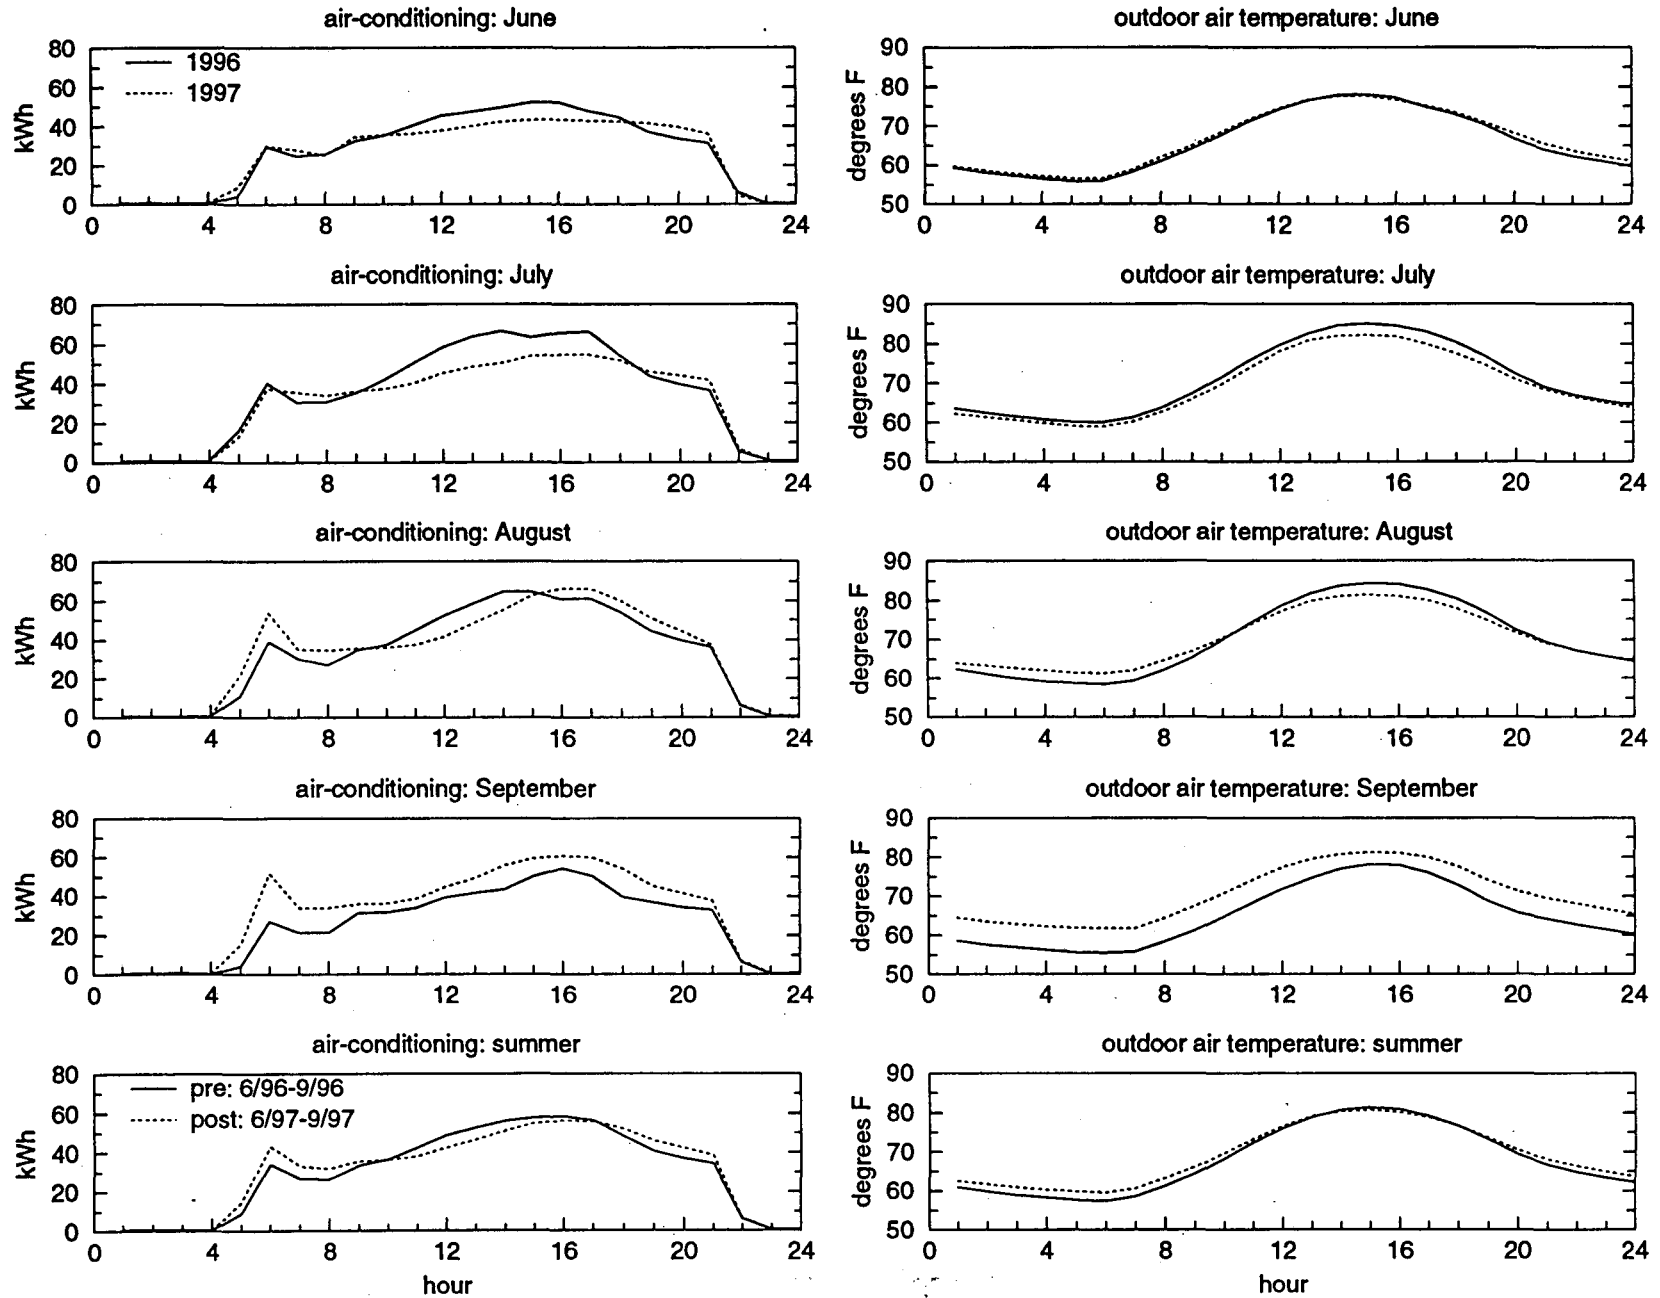 air-conditioning: June
80
60
40
20
0
kWh
1996
1997
0 4 8 12 16 20 24
outdoor air temperature: June
90
80
70
60
50
degrees F
0 4 8 12 16 20 24
air-conditioning: July
80
60
40
20
0
kWh
0 4 8 12 16 20 24
outdoor air temperature: July
90
80
70
60
50
degrees F
0 4 8 12 16 20 24
air-conditioning: August
80
60
40
20
0
kWh
0 4 8 12 16 20 24
outdoor air temperature: August
90
80
70
60
50
degrees F
0 4 8 12 16 20 24
air-conditioning: September
80
60
40
20
0
kWh
0 4 8 12 16 20 24
outdoor air temperature: September
90
80
70
60
50
degrees F
0 4 8 12 16 20 24
air-conditioning: summer
80
60
40
20
0
kWh
pre: 6/96-9/96
post: 6/97-9/97
0 4 8 12 16 20 24
hour
outdoor air temperature: summer
90
80
70
60
50
degrees F
0 4 8 12 16 20 24
hour